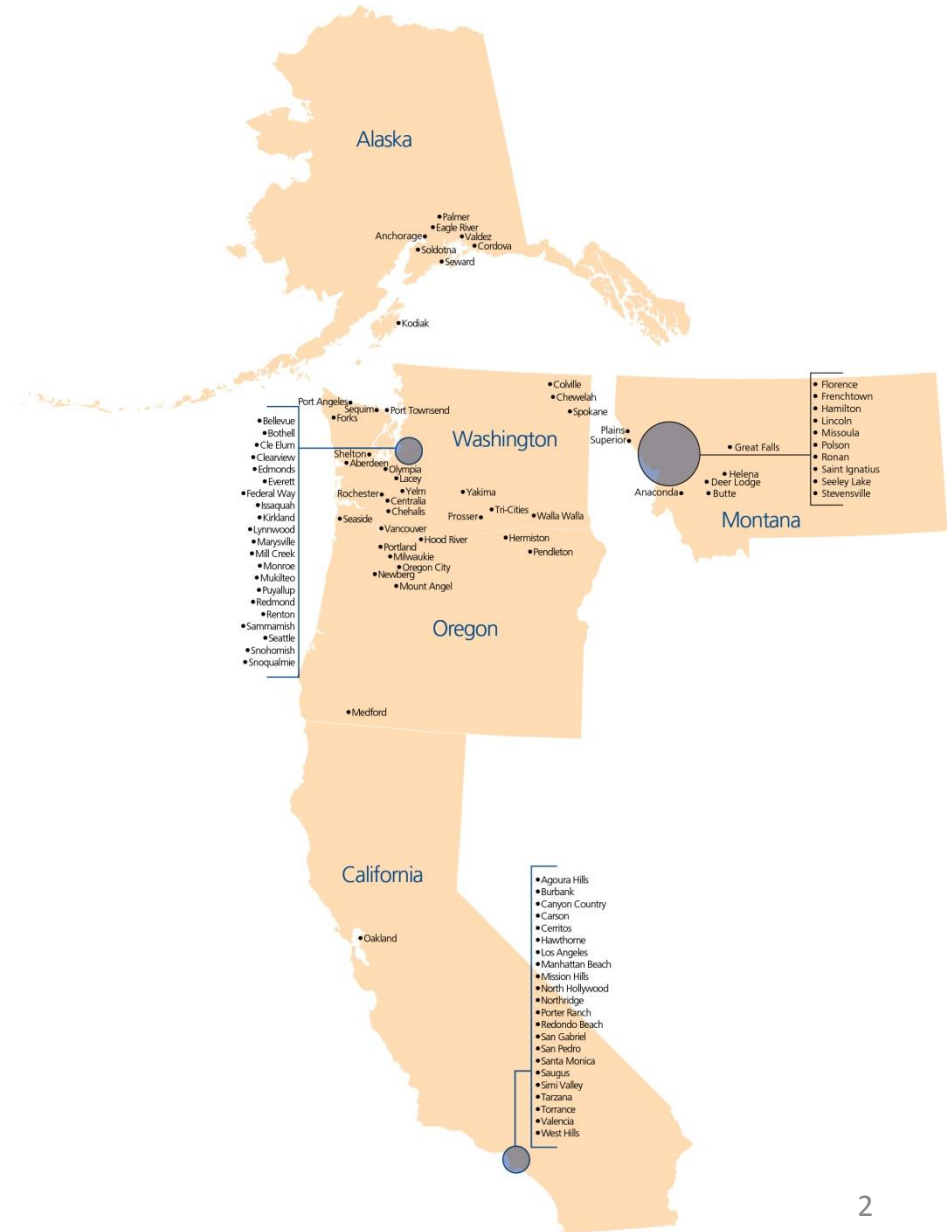 Alaska
Palmer
Eagle River
Anchorage
Valdez
Cordova
Soldotna
Seward
Kodiak
Colville
Chewelah
Spokane
Port Angeles
Sequim
Port Townsend
Forks
Washington
Shelton
Aberdeen
Olympia
Lacey
Yelm
Rochester
Centralia
Chehalis
Yakima
Tri-Cities
Prosser
Walla Walla
Seaside
Vancouver
Hood River
Hermiston
Portland
Milwaukie
Pendleton
Oregon City
Newberg
Mount Angel
Oregon
Medford
Bellevue
Bothell
Cle Elum
Clearview
Edmonds
Everett
Federal Way
Issaquah
Kirkland
Lynnwood
Marysville
Mill Creek
Monroe
Mukilteo
Puyallup
Redmond
Renton
Sammamish
Seattle
Snohomish
Snoqualmie
Plains
Superior
Great Falls
Helena
Deer Lodge
Anaconda
Butte
Montana
Florence
Frenchtown
Hamilton
Lincoln
Missoula
Polson
Ronan
Saint Ignatius
Seeley Lake
Stevensville
California
Oakland
Agoura Hills
Burbank
Canyon Country
Carson
Cerritos
Hawthorne
Los Angeles
Manhattan Beach
Mission Hills
North Hollywood
Northridge
Porter Ranch
Redondo Beach
San Gabriel
San Pedro
Santa Monica
Saugus
Simi Valley
Tarzana
Torrance
Valencia
West Hills
2